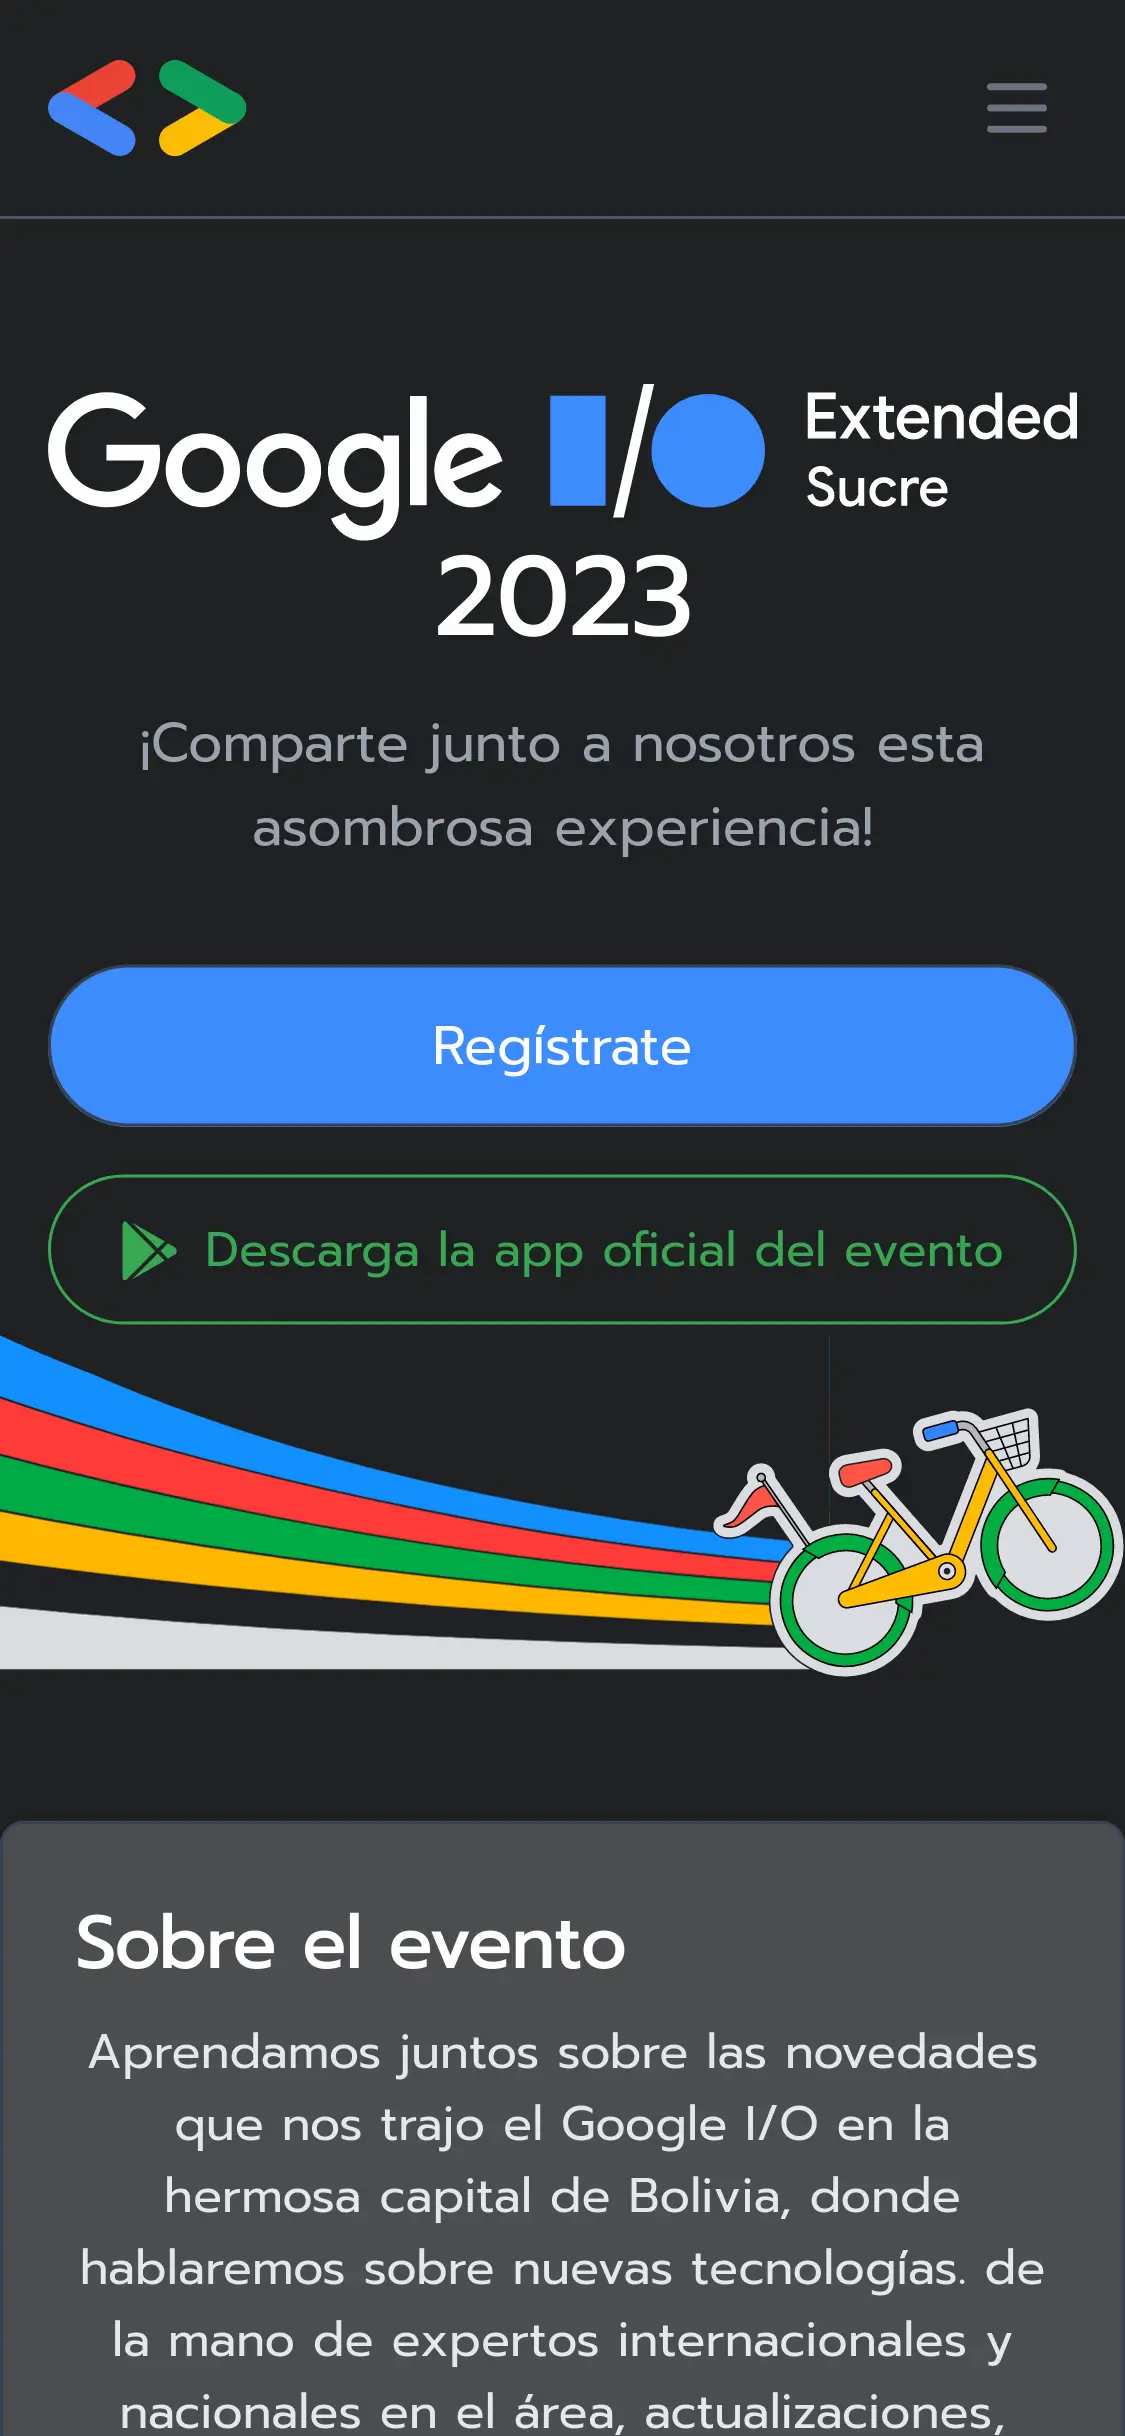 Google I/O Extended
Sucre
2023
¡Comparte junto a nosotros esta
asombrosa experiencia!
Regístrate
Descarga la app oficial del evento
Sobre el evento
Aprendamos juntos sobre las novedades
que nos trajo el Google I/O en la
hermosa capital de Bolivia, donde
hablaremos sobre nuevas tecnologías. de
la mano de expertos internacionales y
nacionales en el área, actualizaciones,